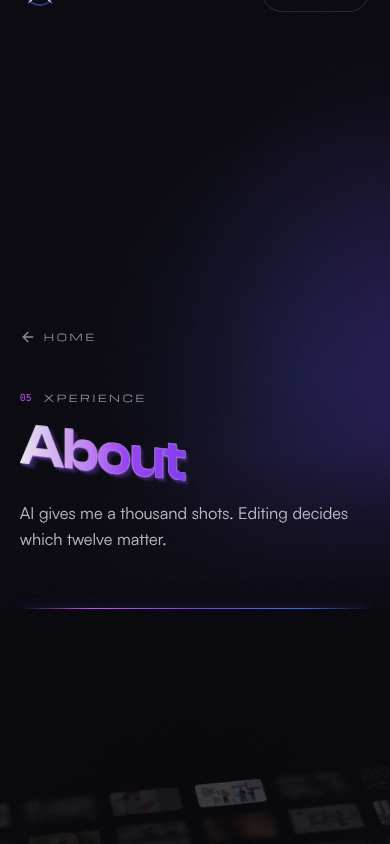 HOME
05 XPERIENCE
About
AI gives me a thousand shots. Editing decides
which twelve matter.